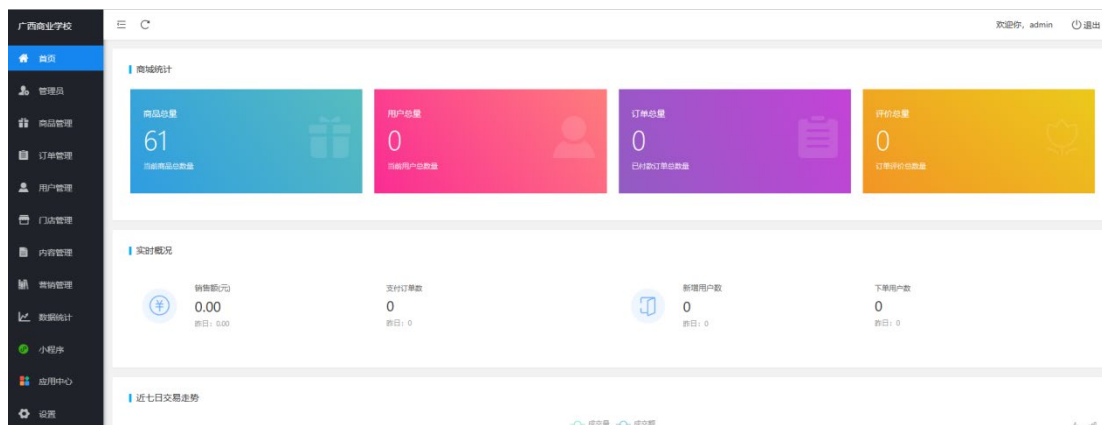 广西商业学校
欢迎你，admin 退出
首页
管理员
商品管理
订单管理
用户管理
门店管理
内容管理
营销管理
数据统计
小程序
应用中心
设置
商城统计
商品总量
61
当前商品总数量
用户总量
0
当前用户总数量
订单总量
0
已付款订单总数量
评价总量
0
订单评价总数量
实时概况
销售额(元)
0.00
昨日：0.00
支付订单数
0
昨日：0
新增用户数
0
昨日：0
下单用户数
0
昨日：0
近七日交易走势
成交量 成交额